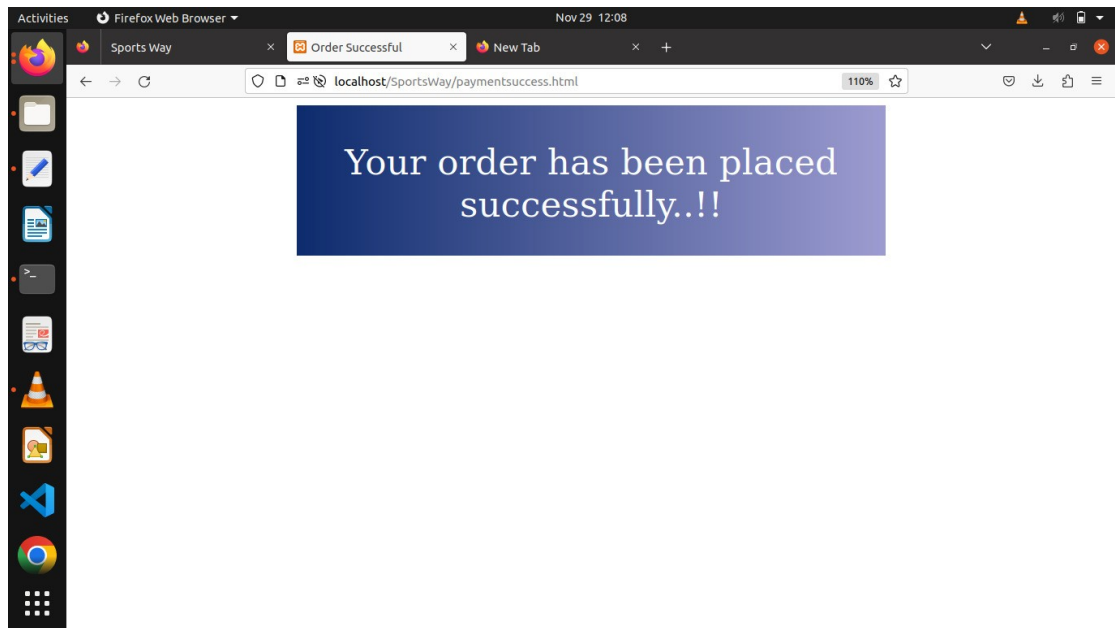 Activities Firefox Web Browser Nov 29 12:08
Sports Way Order Successful New Tab
localhost/SportsWay/paymentsuccess.html 110%
Your order has been placed
successfully..!!